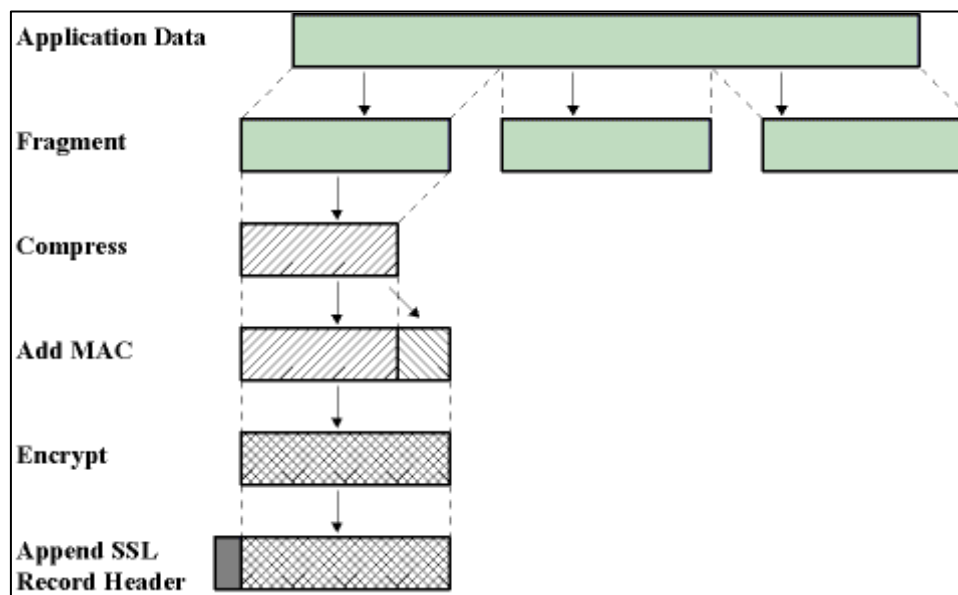 Application Data
Fragment
Compress
Add MAC
Encrypt
Append SSL
Record Header